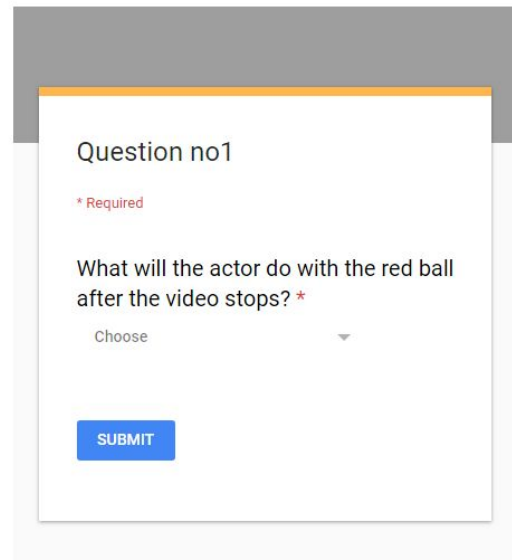 Question no1
* Required
What will the actor do with the red ball
after the video stops? *
Choose
SUBMIT